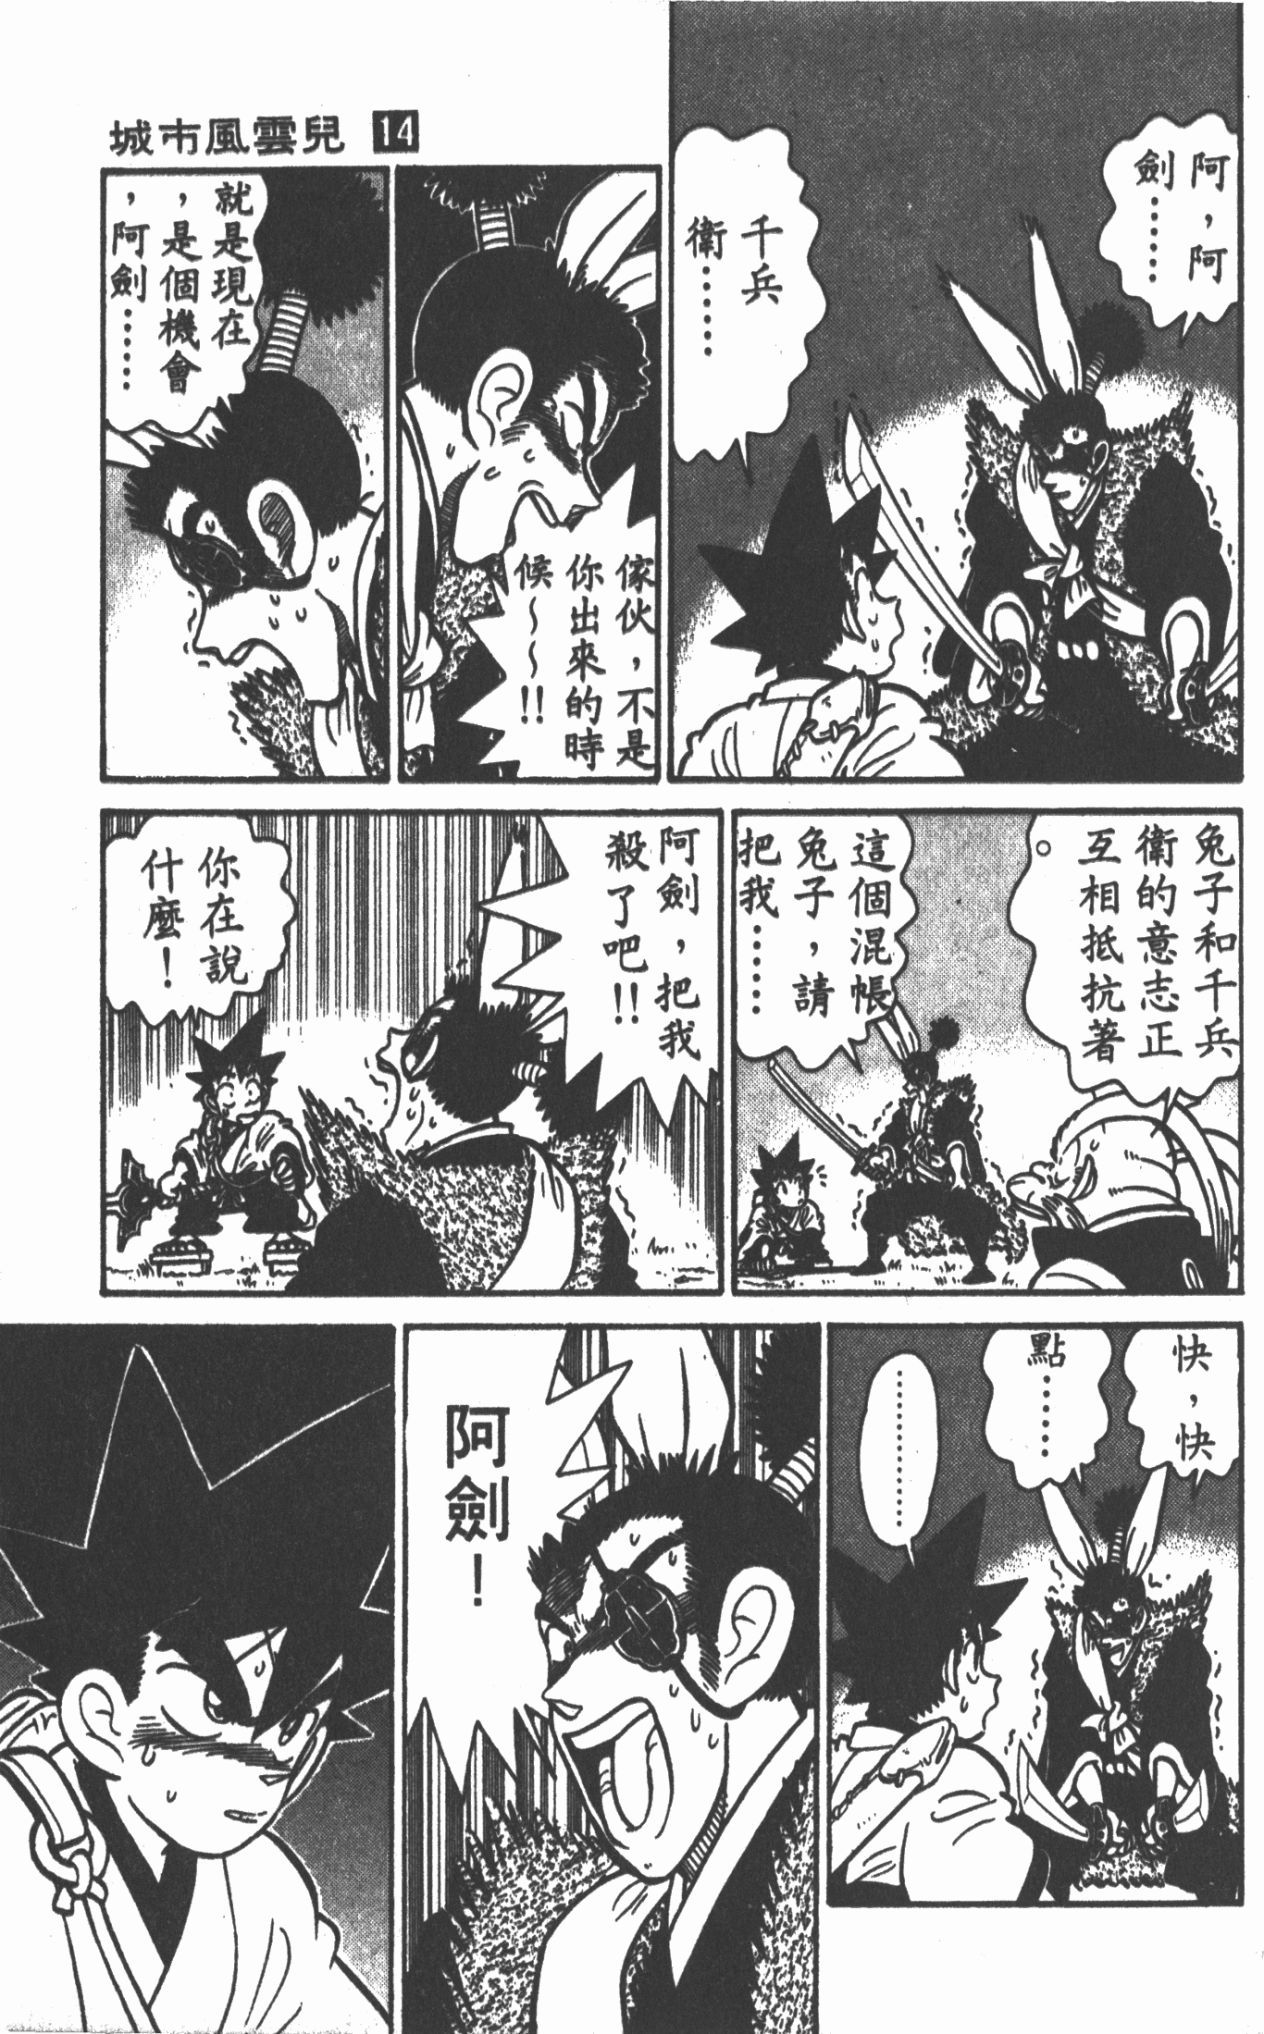 城市風雲兒 14
阿，阿
劍……
千兵
衛……
傢伙，不是
你出來的時
候～～!!
就是現在
，是個機會
，阿劍……
兔子和千兵
衛的意志正
互相抵抗著
。
這個混帳
兔子，請
把我……
阿劍，把我
殺了吧!!
你在說
什麼！
快，快
點……
…………
阿劍！